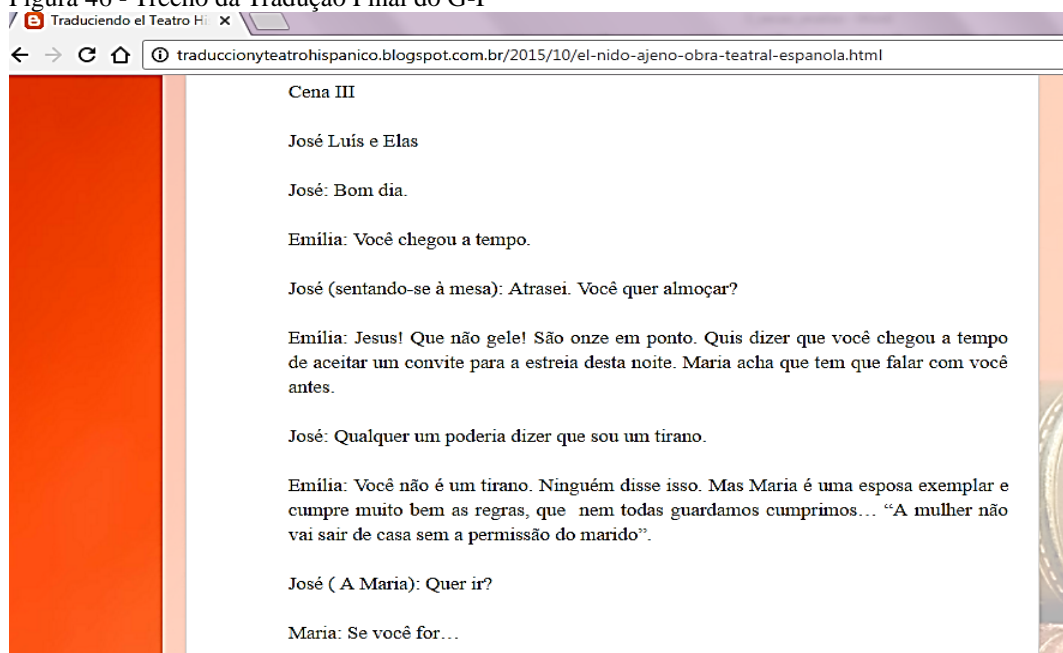 Figura 46 - Trecho da Tradução Final do G-1
Traduciendo el Teatro Hi
traduccionyteatrohispanico.blogspot.com.br/2015/10/el-nido-ajeno-obra-teatral-espanola.html
Cena III
José Luís e Elas
José: Bom dia.
Emília: Você chegou a tempo.
José (sentando-se à mesa): Atrasei. Você quer almoçar?
Emília: Jesus! Que não gele! São onze em ponto. Quis dizer que você chegou a tempo
de aceitar um convite para a estreia desta noite. Maria acha que tem que falar com você
antes.
José: Qualquer um poderia dizer que sou um tirano.
Emília: Você não é um tirano. Ninguém disse isso. Mas Maria é uma esposa exemplar e
cumpre muito bem as regras, que nem todas guardamos cumprimos… “A mulher não
vai sair de casa sem a permissão do marido”.
José ( A Maria): Quer ir?
Maria: Se você for…